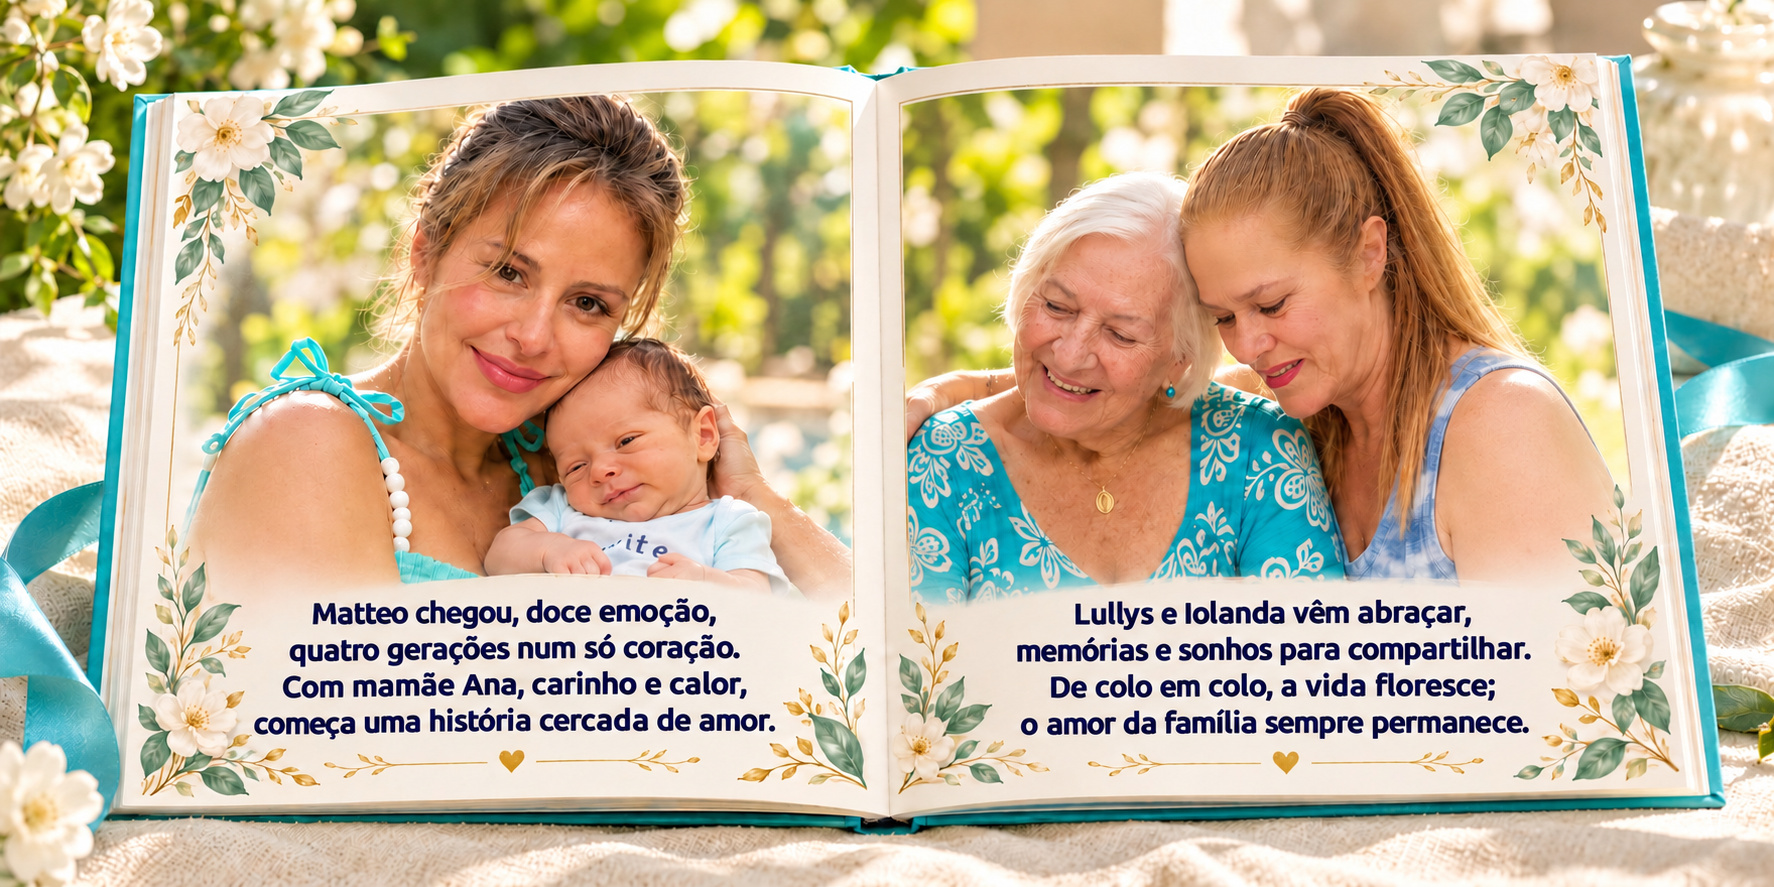 ite
Matteo chegou, doce emoção,
quatro gerações num só coração.
Com mamãe Ana, carinho e calor,
começa uma história cercada de amor.
Lullys e Iolanda vêm abraçar,
memórias e sonhos para compartilhar.
De colo em colo, a vida floresce;
o amor da família sempre permanece.